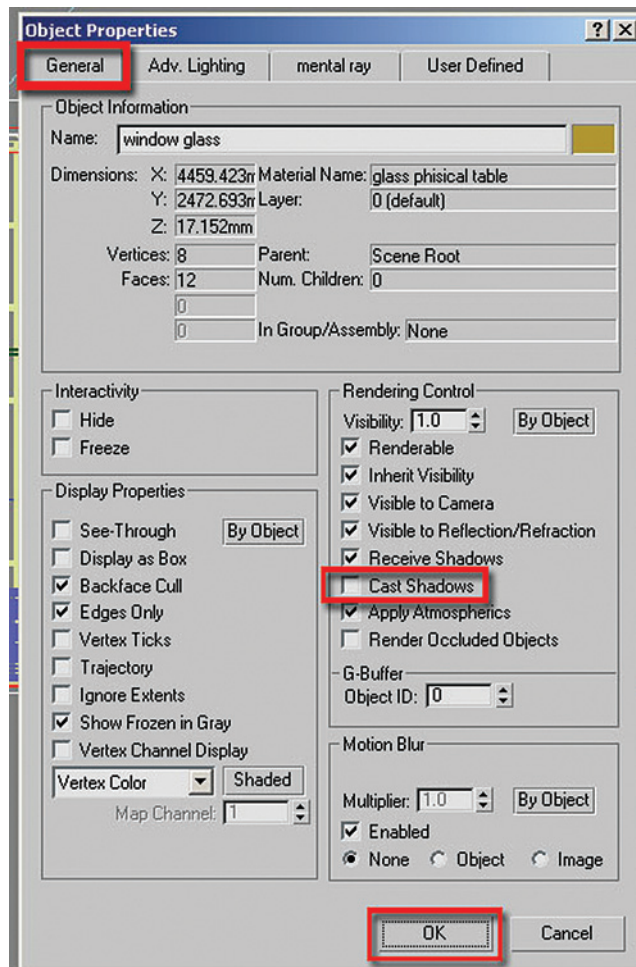 Object Properties
General Adv. Lighting mental ray User Defined
Object Information
Name: window glass
Dimensions: X: 4459.423m Material Name: glass phisical table
Y: 2472.693m Layer: 0 (default)
Z: 17.152mm
Vertices: 8 Parent: Scene Root
Faces: 12 Num. Children: 0
0
0 In Group/Assembly: None
Interactivity
Hide
Freeze
Display Properties
See-Through By Object
Display as Box
Backface Cull
Edges Only
Vertex Ticks
Trajectory
Ignore Extents
Show Frozen in Gray
Vertex Channel Display
Vertex Color Shaded
Map Channel: 1
Rendering Control
Visibility: 1.0 By Object
Renderable
Inherit Visibility
Visible to Camera
Visible to Reflection/Refraction
Receive Shadows
Cast Shadows
Apply Atmospherics
Render Occluded Objects
G-Buffer
Object ID: 0
Motion Blur
Multiplier: 1.0 By Object
Enabled
None Object Image
OK Cancel